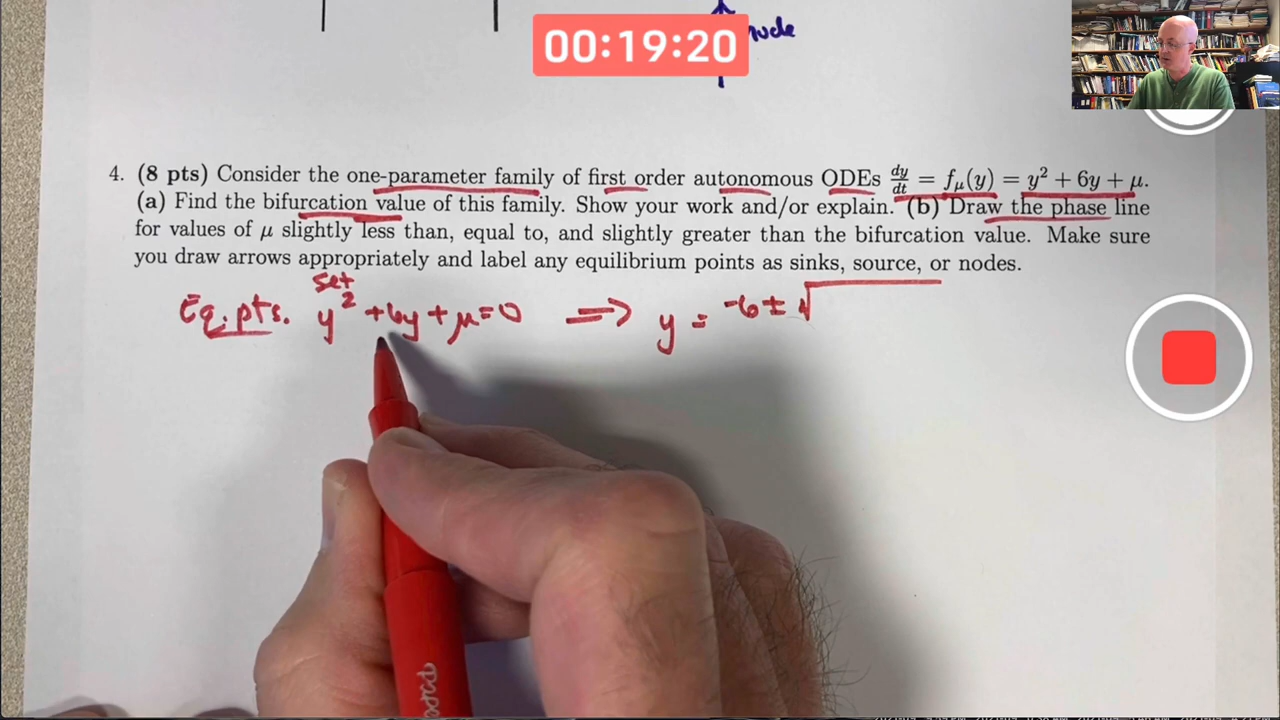 node
00:19:20
4. (8 pts) Consider the one-parameter family of first order autonomous ODEs dy/dt = fμ(y) = y² + 6y + μ.
(a) Find the bifurcation value of this family. Show your work and/or explain. (b) Draw the phase line
for values of μ slightly less than, equal to, and slightly greater than the bifurcation value. Make sure
you draw arrows appropriately and label any equilibrium points as sinks, source, or nodes.
set
Eq. pts. y² + 6y + μ = 0 ⟹ y = -6 ± √